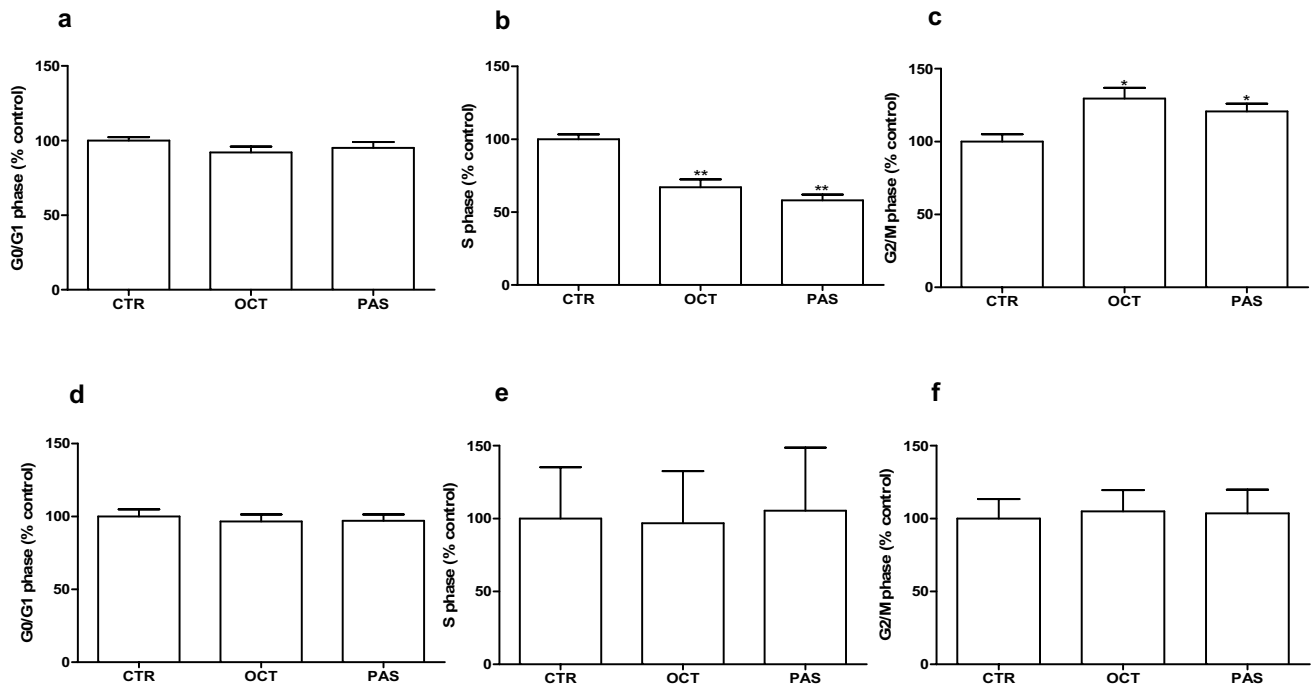 a
G0/G1 phase (% control)
150
100
50
0
CTR OCT PAS
b
S phase (% control)
150
100
50
0
** **
CTR OCT PAS
c
G2/M phase (% control)
150
100
50
0
* *
CTR OCT PAS
d
G0/G1 phase (% control)
150
100
50
0
CTR OCT PAS
e
S phase (% control)
150
100
50
0
CTR OCT PAS
f
G2/M phase (% control)
150
100
50
0
CTR OCT PAS